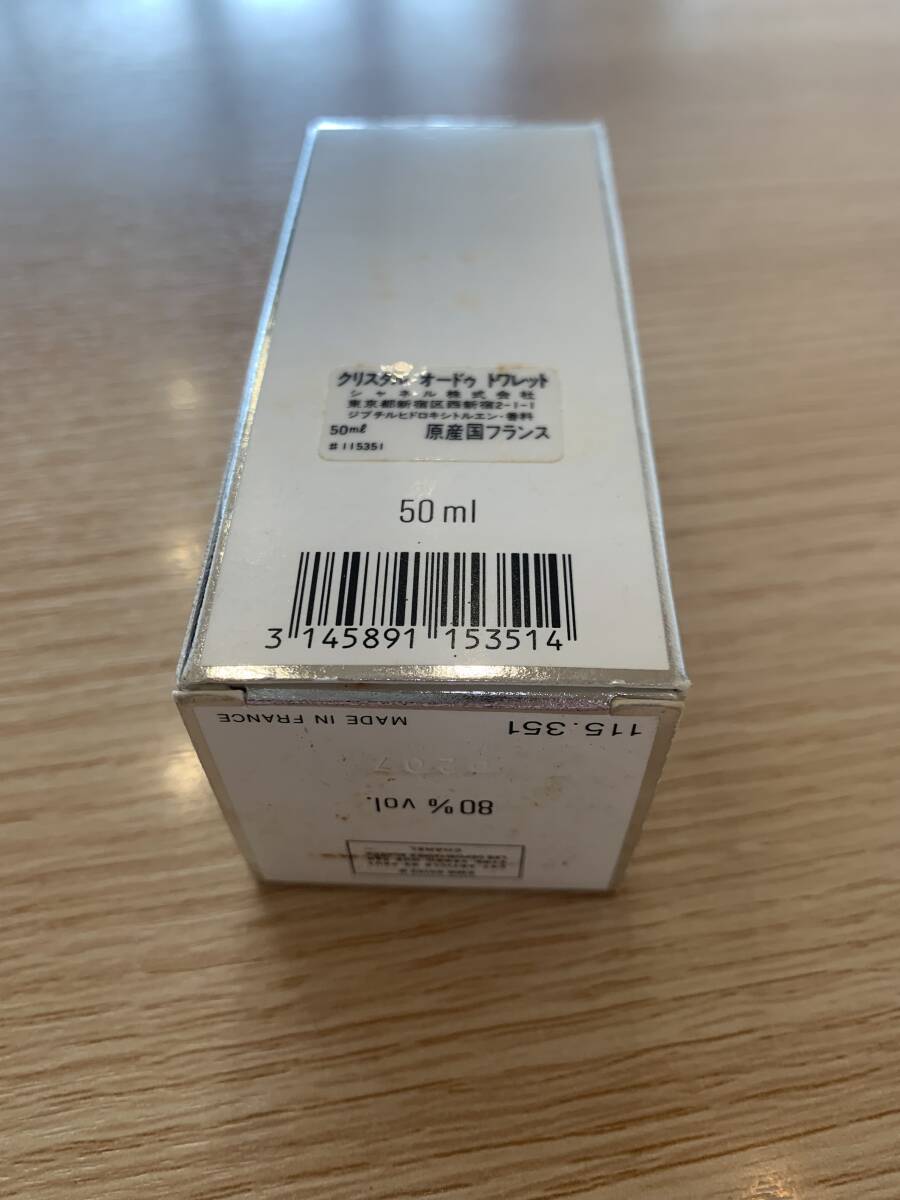 クリスタル オードゥ トワレット
シャネル株式会社
東京都新宿区西新宿2-1-1
ジブチルヒドロキシトルエン・香料
50mℓ 原産国フランス
#115351
50 ml
3 145891 153514
115.351 MADE IN FRANCE
207
80% vol.
CHANEL